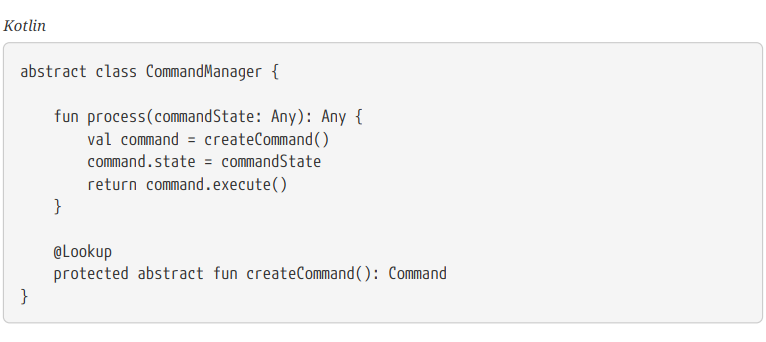 Kotlin
abstract class CommandManager {
fun process(commandState: Any): Any {
val command = createCommand()
command.state = commandState
return command.execute()
}
@Lookup
protected abstract fun createCommand(): Command
}